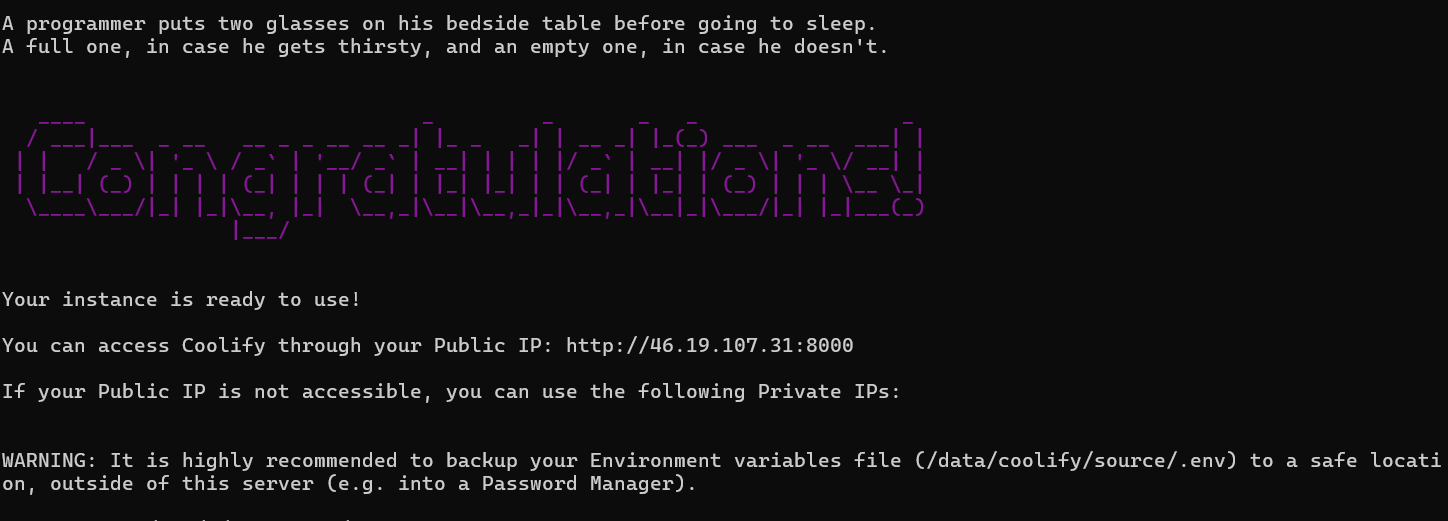 A programmer puts two glasses on his bedside table before going to sleep.
A full one, in case he gets thirsty, and an empty one, in case he doesn't.
Congratulations!
Your instance is ready to use!
You can access Coolify through your Public IP: http://46.19.107.31:8000
If your Public IP is not accessible, you can use the following Private IPs:
WARNING: It is highly recommended to backup your Environment variables file (/data/coolify/source/.env) to a safe locati
on, outside of this server (e.g. into a Password Manager).